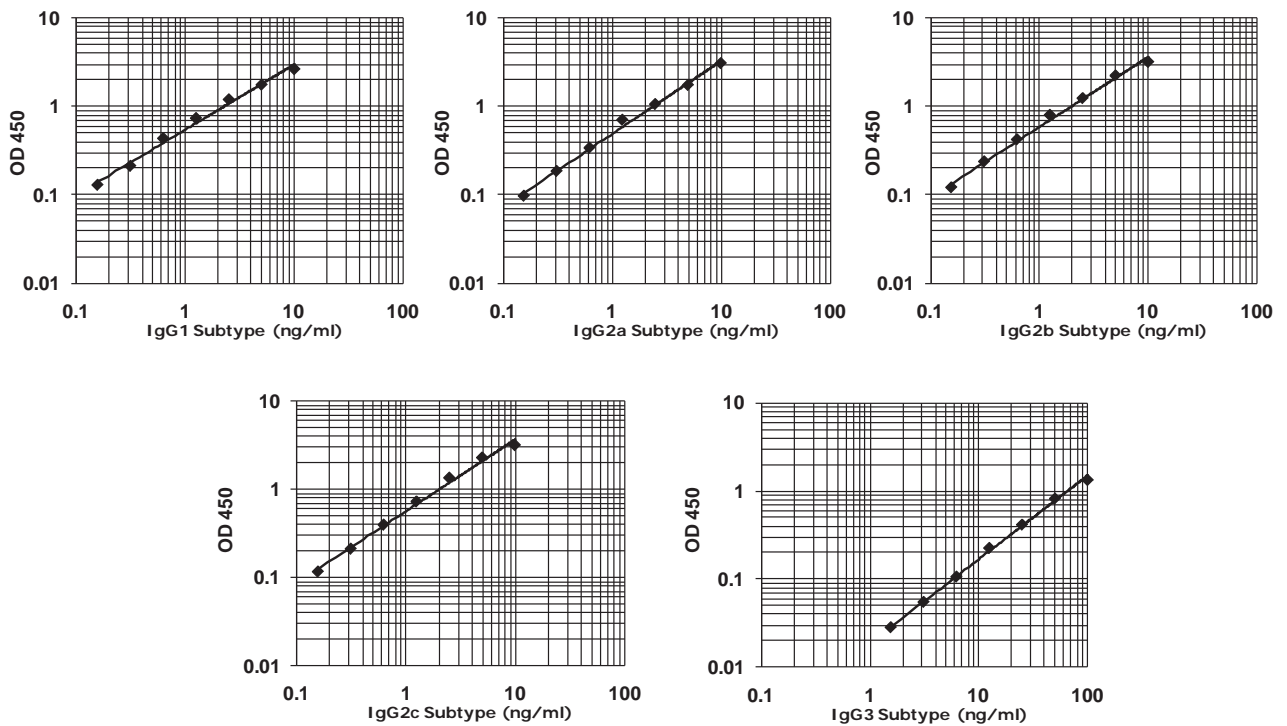 10
1
0.1
0.01
OD 450
0.1 1 10 100
IgG1 Subtype (ng/ml)
10
1
0.1
0.01
OD 450
0.1 1 10 100
IgG2a Subtype (ng/ml)
10
1
0.1
0.01
OD 450
0.1 1 10 100
IgG2b Subtype (ng/ml)
10
1
0.1
0.01
OD 450
0.1 1 10 100
IgG2c Subtype (ng/ml)
10
1
0.1
0.01
OD 450
0.1 1 10 100
IgG3 Subtype (ng/ml)